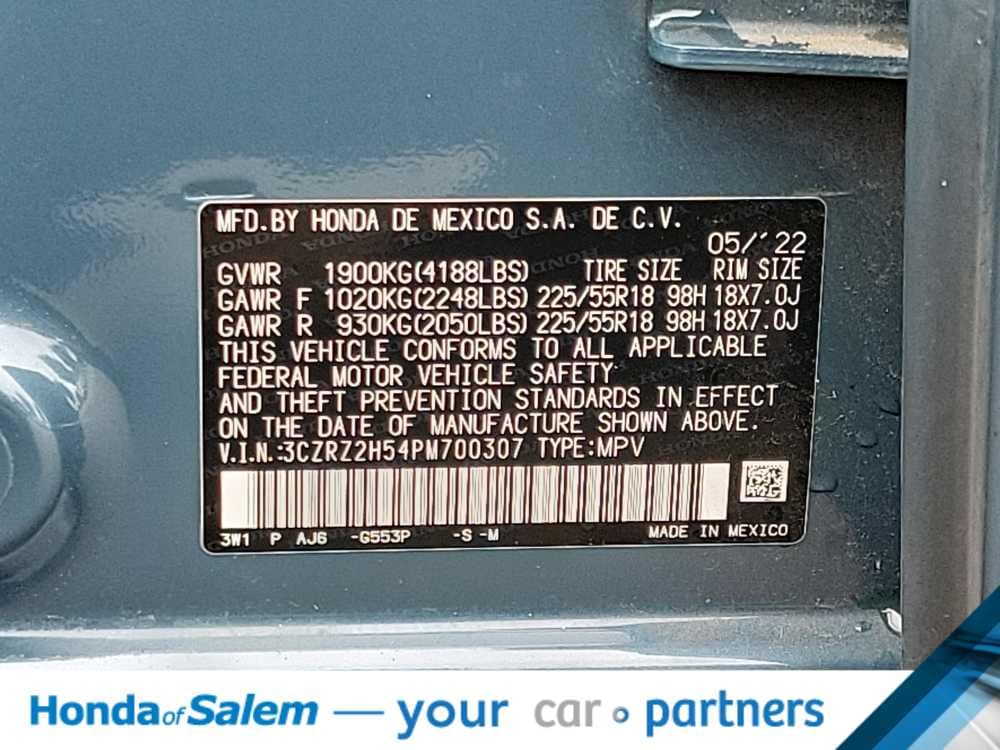 MFD.BY HONDA DE MEXICO S.A. DE C.V.
05/'22
GVWR 1900KG(4188LBS) TIRE SIZE RIM SIZE
GAWR F 1020KG(2248LBS) 225/55R18 98H 18X7.0J
GAWR R 930KG(2050LBS) 225/55R18 98H 18X7.0J
THIS VEHICLE CONFORMS TO ALL APPLICABLE
FEDERAL MOTOR VEHICLE SAFETY
AND THEFT PREVENTION STANDARDS IN EFFECT
ON THE DATE OF MANUFACTURE SHOWN ABOVE.
V.I.N.:3CZRZ2H54PM700307 TYPE:MPV
3W1 P AJ6 -G553P -S -M MADE IN MEXICO
Honda of Salem — your car partners